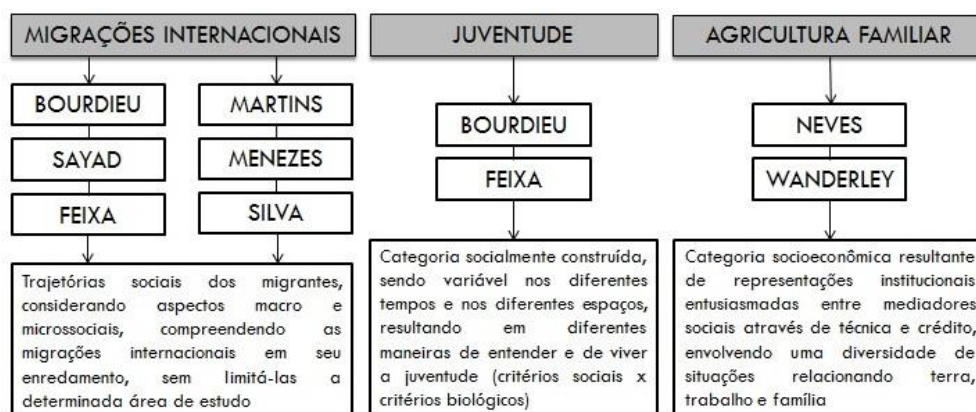 MIGRAÇÕES INTERNACIONAIS
BOURDIEU
SAYAD
FEIXA
MARTINS
MENEZES
SILVA
Trajetórias sociais dos migrantes,
considerando aspectos macro e
microssociais, compreendendo as
migrações internacionais em seu
enredamento, sem limitá-las a
determinada área de estudo
JUVENTUDE
BOURDIEU
FEIXA
Categoria socialmente construída,
sendo variável nos diferentes
tempos e nos diferentes espaços,
resultando em diferentes
maneiras de entender e de viver
a juventude (critérios sociais x
critérios biológicos)
AGRICULTURA FAMILIAR
NEVES
WANDERLEY
Categoria socioeconômica resultante
de representações institucionais
entusiasmadas entre mediadores
sociais através de técnica e crédito,
envolvendo uma diversidade de
situações relacionando terra,
trabalho e família